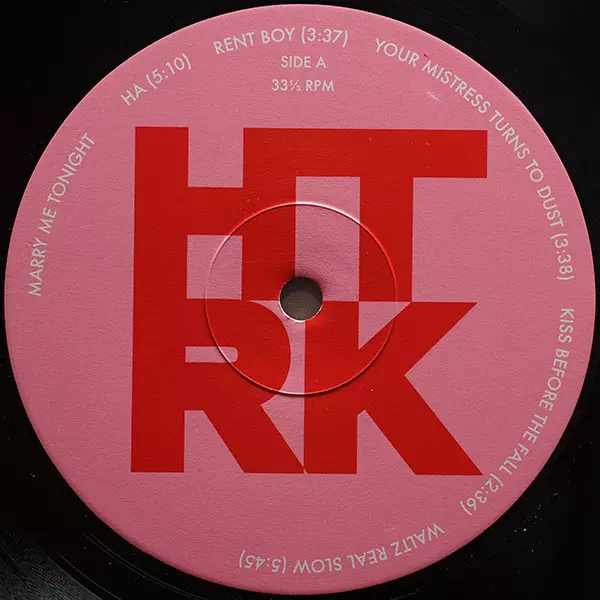 MARRY ME TONIGHT
HA (5:10)
RENT BOY (3:37)
YOUR MISTRESS TURNS TO DUST (3:38)
KISS BEFORE THE FALL (2:36)
WALTZ REAL SLOW (5:45)
SIDE A
33⅓ RPM
HT
RK